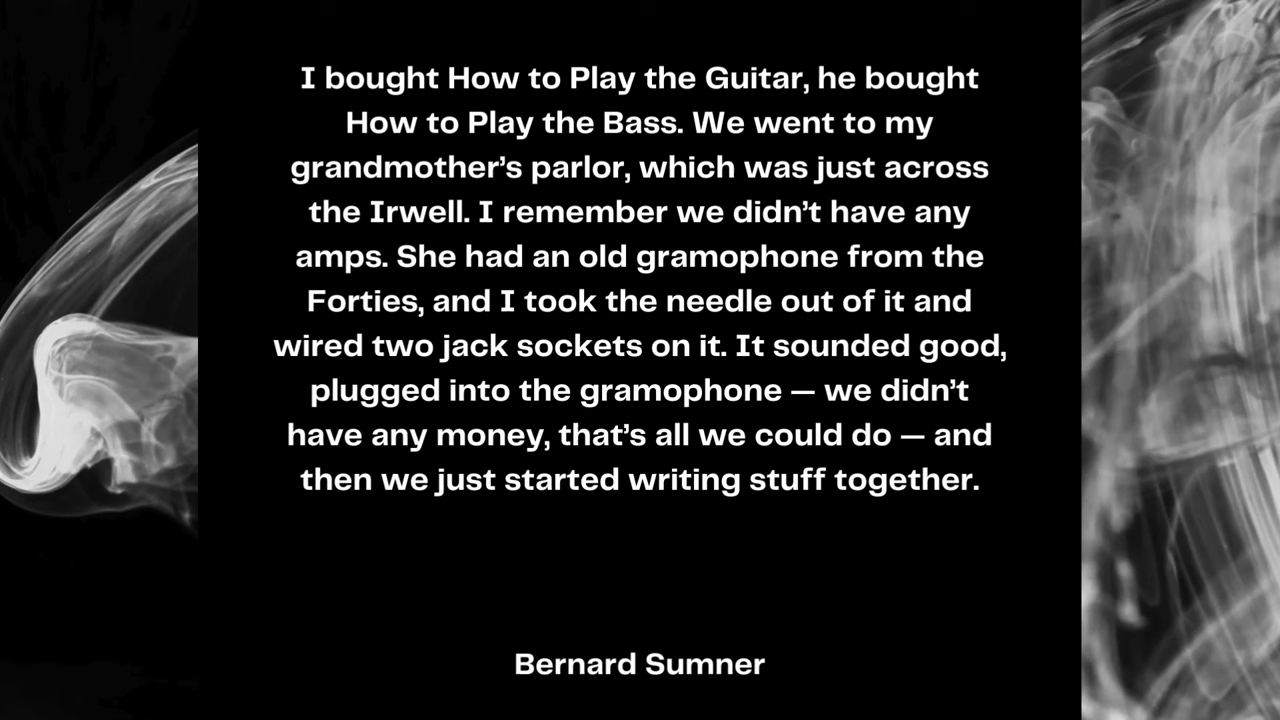 I bought How to Play the Guitar, he bought
How to Play the Bass. We went to my
grandmother’s parlor, which was just across
the Irwell. I remember we didn’t have any
amps. She had an old gramophone from the
Forties, and I took the needle out of it and
wired two jack sockets on it. It sounded good,
plugged into the gramophone — we didn’t
have any money, that’s all we could do — and
then we just started writing stuff together.
Bernard Sumner